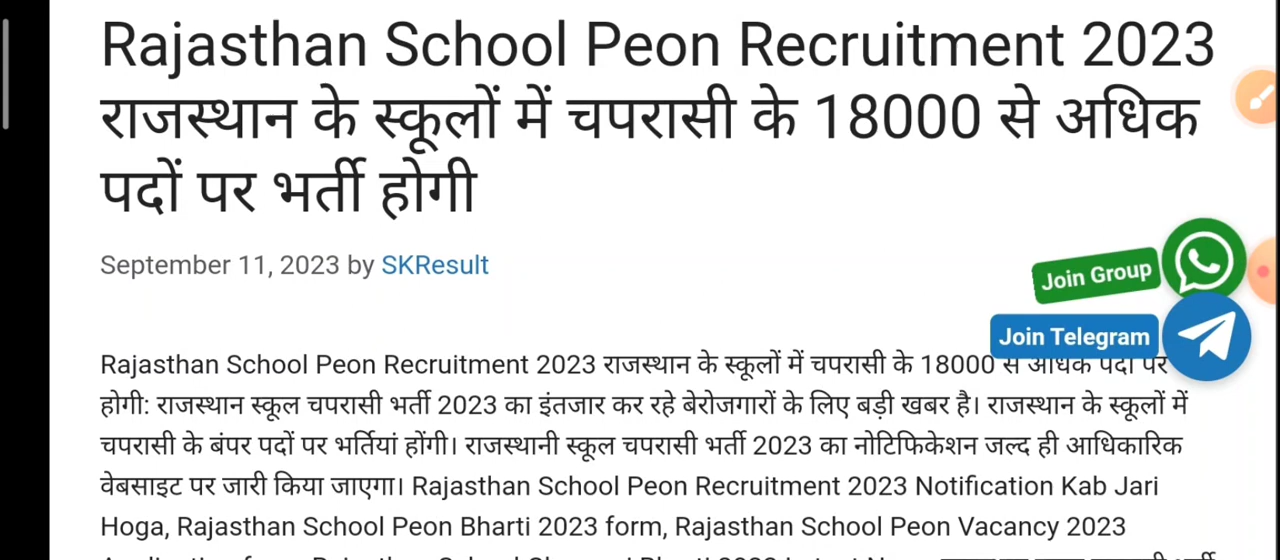 Rajasthan School Peon Recruitment 2023
राजस्थान के स्कूलों में चपरासी के 18000 से अधिक
पदों पर भर्ती होगी
September 11, 2023 by SKResult
Join Group
Join Telegram
Rajasthan School Peon Recruitment 2023 राजस्थान के स्कूलों में चपरासी के 18000 से अधिक पदों पर
होगी: राजस्थान स्कूल चपरासी भर्ती 2023 का इंतजार कर रहे बेरोजगारों के लिए बड़ी खबर है। राजस्थान के स्कूलों में
चपरासी के बंपर पदों पर भर्तियां होंगी। राजस्थानी स्कूल चपरासी भर्ती 2023 का नोटिफिकेशन जल्द ही आधिकारिक
वेबसाइट पर जारी किया जाएगा। Rajasthan School Peon Recruitment 2023 Notification Kab Jari
Hoga, Rajasthan School Peon Bharti 2023 form, Rajasthan School Peon Vacancy 2023